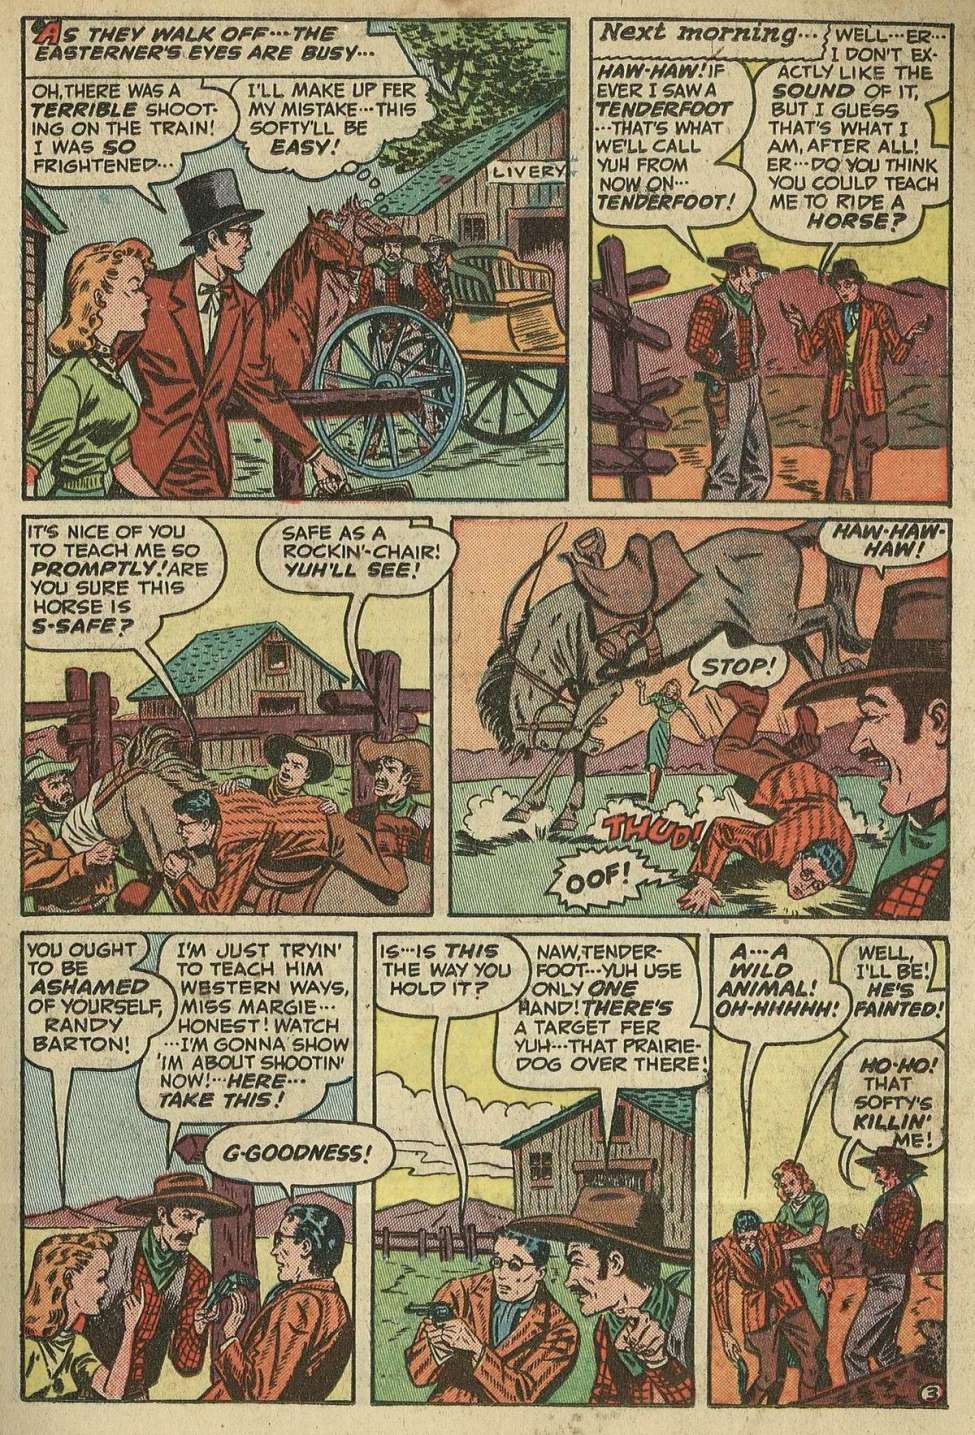 AS THEY WALK OFF---THE
EASTERNER'S EYES ARE BUSY---
OH, THERE WAS A
TERRIBLE SHOOT-
ING ON THE TRAIN!
I WAS SO
FRIGHTENED---
I'LL MAKE UP FER
MY MISTAKE---THIS
SOFTY'LL BE
EASY!
LIVERY
Next morning---
HAW-HAW! IF
EVER I SAW A
TENDERFOOT
---THAT'S WHAT
WE'LL CALL
YUH FROM
NOW ON---
TENDERFOOT!
WELL---ER---
I DON'T EX-
ACTLY LIKE THE
SOUND OF IT,
BUT I GUESS
THAT'S WHAT I
AM, AFTER ALL!
ER---DO YOU THINK
YOU COULD TEACH
ME TO RIDE A
HORSE?
IT'S NICE OF YOU
TO TEACH ME SO
PROMPTLY! ARE
YOU SURE THIS
HORSE IS
S-SAFE?
SAFE AS A
ROCKIN'-CHAIR!
YUH'LL SEE!
HAW-HAW-
HAW!
STOP!
THUD!
OOF!
YOU OUGHT
TO BE
ASHAMED
OF YOURSELF,
RANDY
BARTON!
I'M JUST TRYIN'
TO TEACH HIM
WESTERN WAYS,
MISS MARGIE---
HONEST! WATCH
---I'M GONNA SHOW
'IM ABOUT SHOOTIN'
NOW!---HERE---
TAKE THIS!
G-GOODNESS!
IS---IS THIS
THE WAY YOU
HOLD IT?
NAW, TENDER-
FOOT---YUH USE
ONLY ONE
HAND! THERE'S
A TARGET FER
YUH---THAT PRAIRIE-
DOG OVER THERE!
A---A
WILD
ANIMAL!
OH-HHHHH!
WELL,
I'LL BE!
HE'S
FAINTED!
HO-HO!
THAT
SOFTY'S
KILLIN'
ME!
3